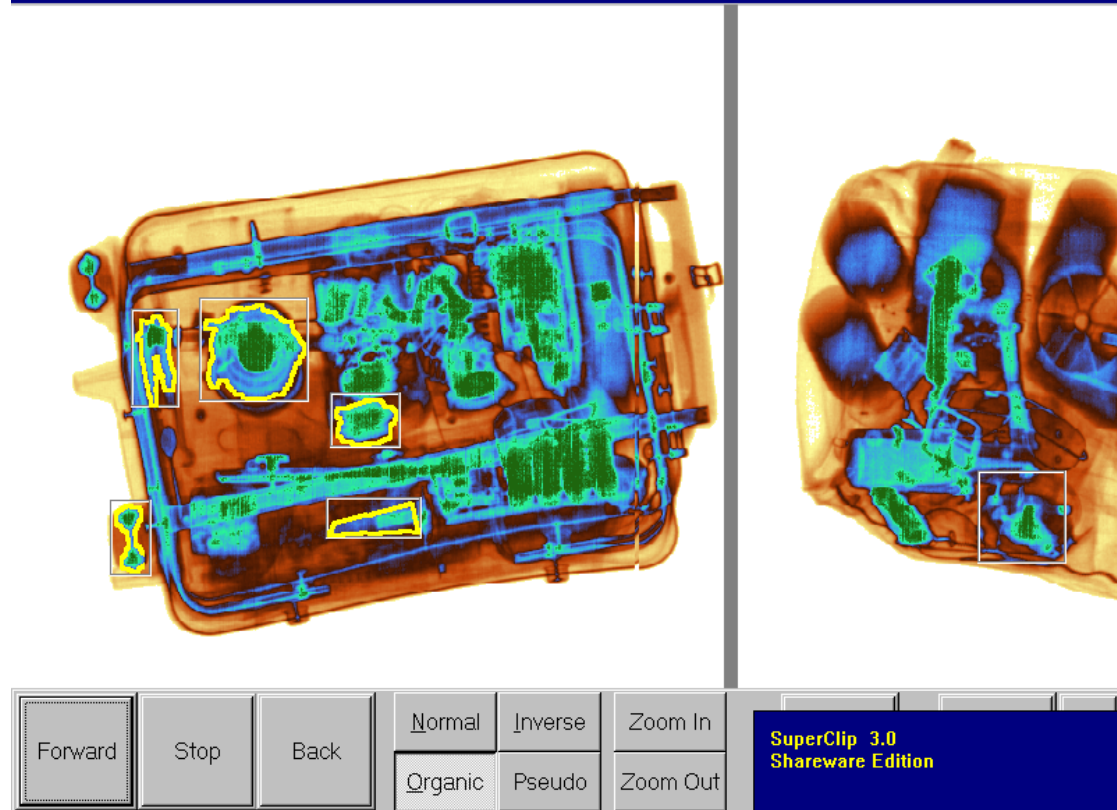 Forward
Stop
Back
Normal
Inverse
Zoom In
Organic
Pseudo
Zoom Out
SuperClip 3.0
Shareware Edition